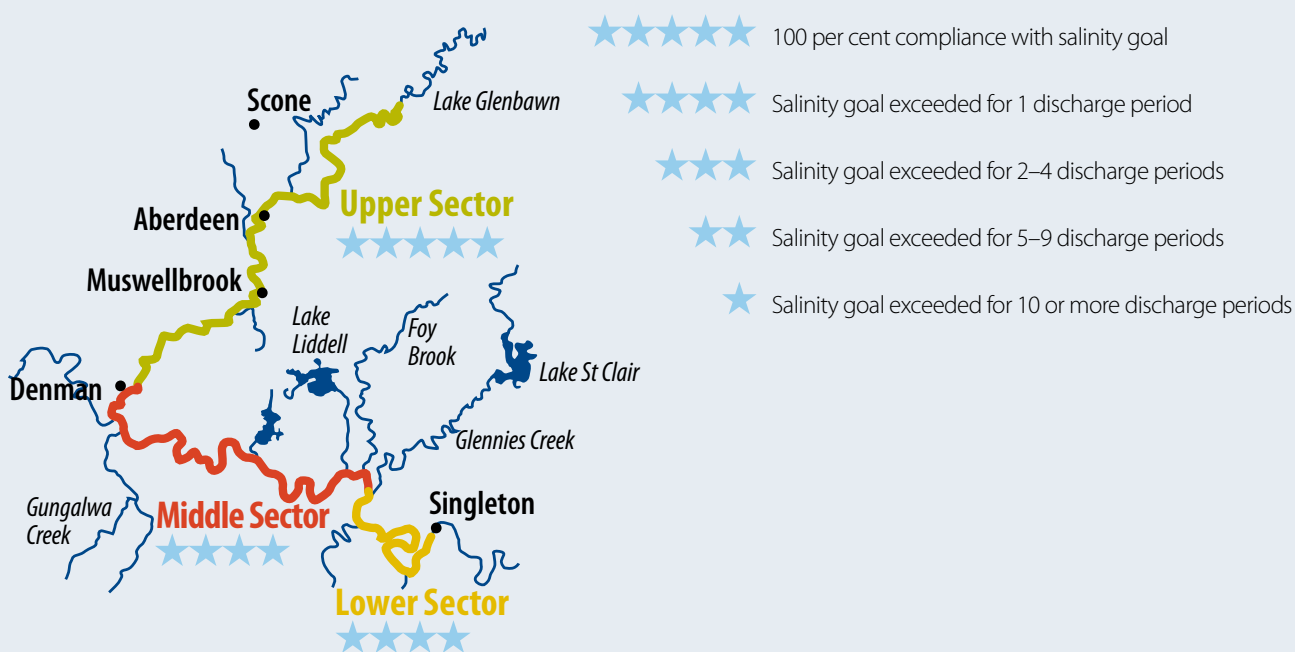 Scone
Lake Glenbawn
Aberdeen
Upper Sector
Muswellbrook
Lake
Liddell
Foy
Brook
Lake St Clair
Denman
Glennies Creek
Gungalwa
Creek
Middle Sector
Singleton
Lower Sector
100 per cent compliance with salinity goal
Salinity goal exceeded for 1 discharge period
Salinity goal exceeded for 2–4 discharge periods
Salinity goal exceeded for 5–9 discharge periods
Salinity goal exceeded for 10 or more discharge periods